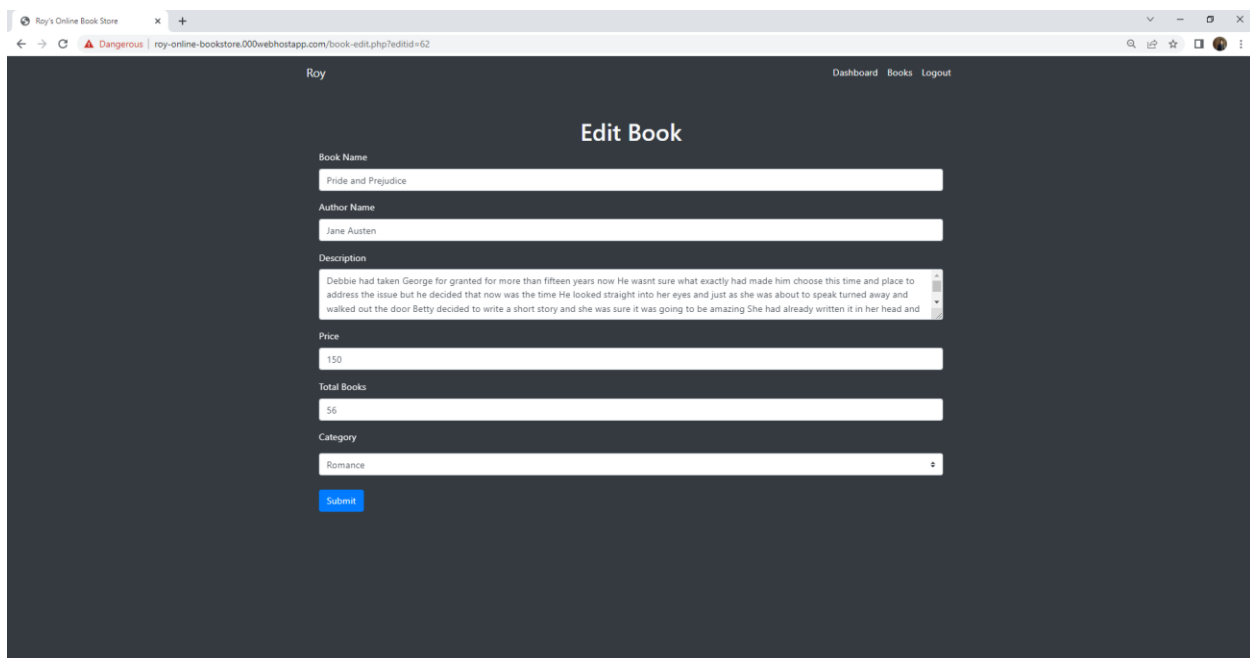 Roy's Online Book Store
Dangerous roy-online-bookstore.000webhostapp.com/book-edit.php?editid=62
Roy Dashboard Books Logout
Edit Book
Book Name
Pride and Prejudice
Author Name
Jane Austen
Description
Debbie had taken George for granted for more than fifteen years now He wasnt sure what exactly had made him choose this time and place to
address the issue but he decided that now was the time He looked straight into her eyes and just as she was about to speak turned away and
walked out the door Betty decided to write a short story and she was sure it was going to be amazing She had already written it in her head and
Price
150
Total Books
56
Category
Romance
Submit